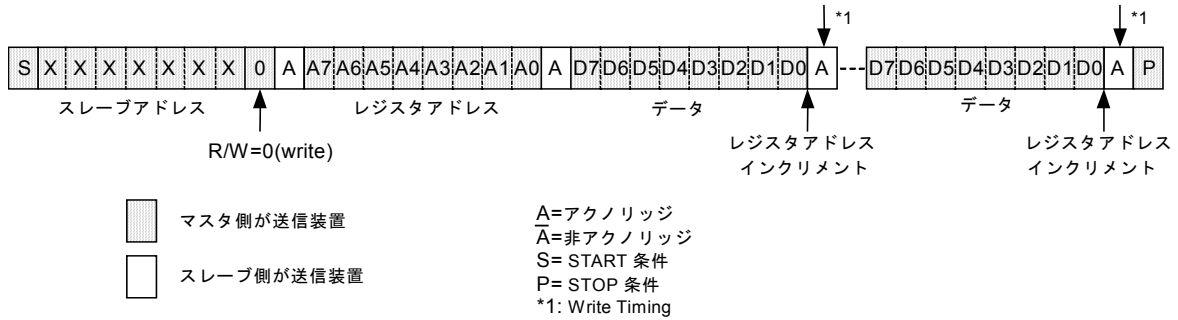 *1 *1
S X X X X X X X 0 A A7 A6 A5 A4 A3 A2 A1 A0 A D7 D6 D5 D4 D3 D2 D1 D0 A D7 D6 D5 D4 D3 D2 D1 D0 A P
スレーブアドレス レジスタアドレス データ データ
R/W=0(write)
レジスタアドレス
インクリメント
レジスタアドレス
インクリメント
マスタ側が送信装置
スレーブ側が送信装置
A=アクノリッジ
A̅=非アクノリッジ
S= START 条件
P= STOP 条件
*1: Write Timing